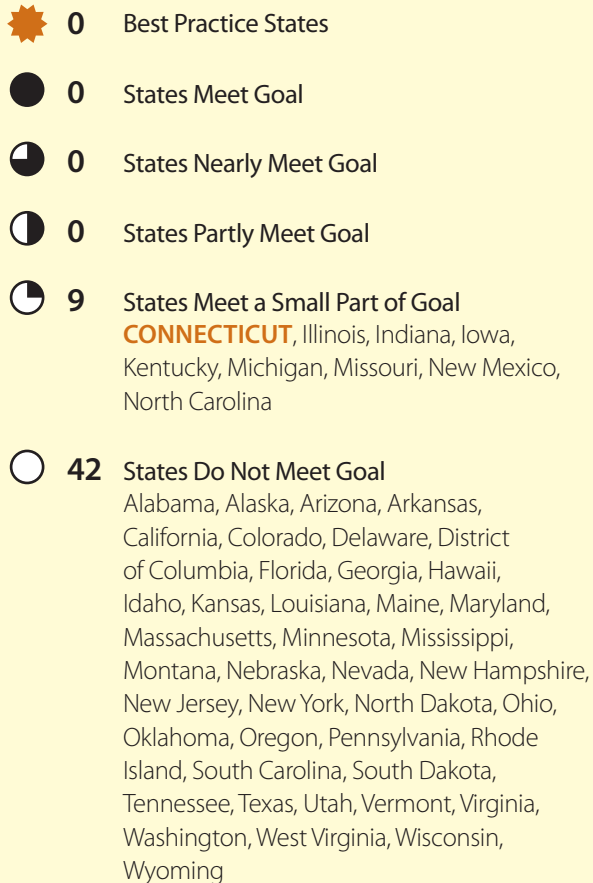 0 Best Practice States
0 States Meet Goal
0 States Nearly Meet Goal
0 States Partly Meet Goal
9 States Meet a Small Part of Goal
CONNECTICUT, Illinois, Indiana, Iowa,
Kentucky, Michigan, Missouri, New Mexico,
North Carolina
42 States Do Not Meet Goal
Alabama, Alaska, Arizona, Arkansas,
California, Colorado, Delaware, District
of Columbia, Florida, Georgia, Hawaii,
Idaho, Kansas, Louisiana, Maine, Maryland,
Massachusetts, Minnesota, Mississippi,
Montana, Nebraska, Nevada, New Hampshire,
New Jersey, New York, North Dakota, Ohio,
Oklahoma, Oregon, Pennsylvania, Rhode
Island, South Carolina, South Dakota,
Tennessee, Texas, Utah, Vermont, Virginia,
Washington, West Virginia, Wisconsin,
Wyoming